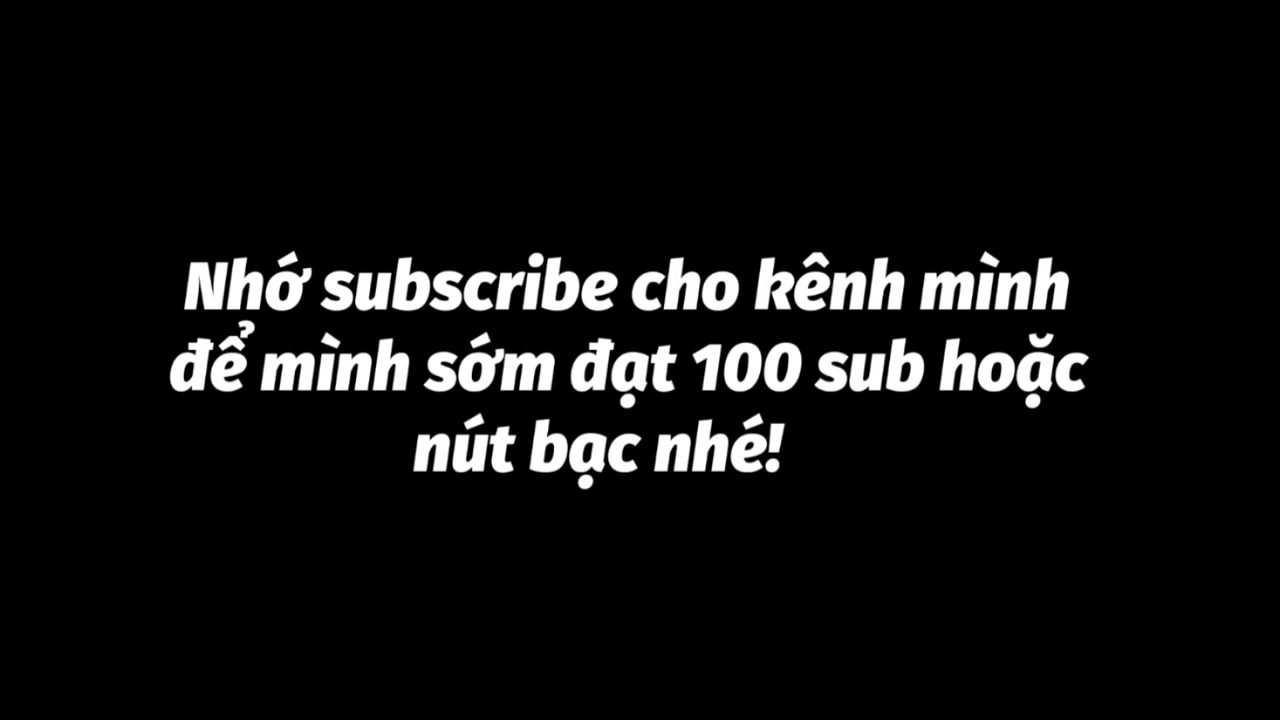 Nhớ subscribe cho kênh mình
để mình sớm đạt 100 sub hoặc
nút bạc nhé!